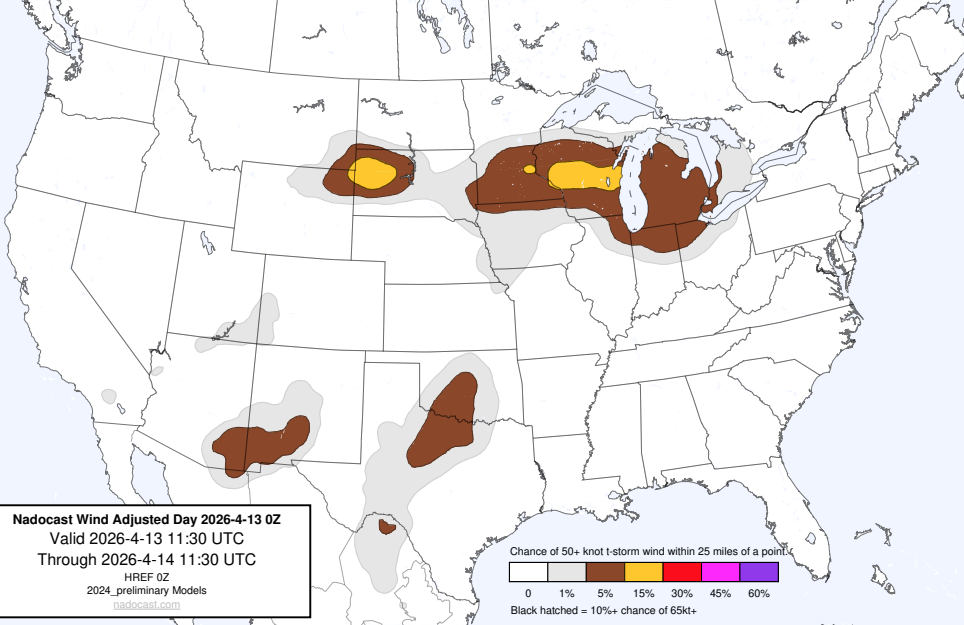 Nadocast Wind Adjusted Day 2026-4-13 0Z
Valid 2026-4-13 11:30 UTC
Through 2026-4-14 11:30 UTC
HREF 0Z
2024_preliminary Models
nadocast.com
Chance of 50+ knot t-storm wind within 25 miles of a point.
0 1% 5% 15% 30% 45% 60%
Black hatched = 10%+ chance of 65kt+